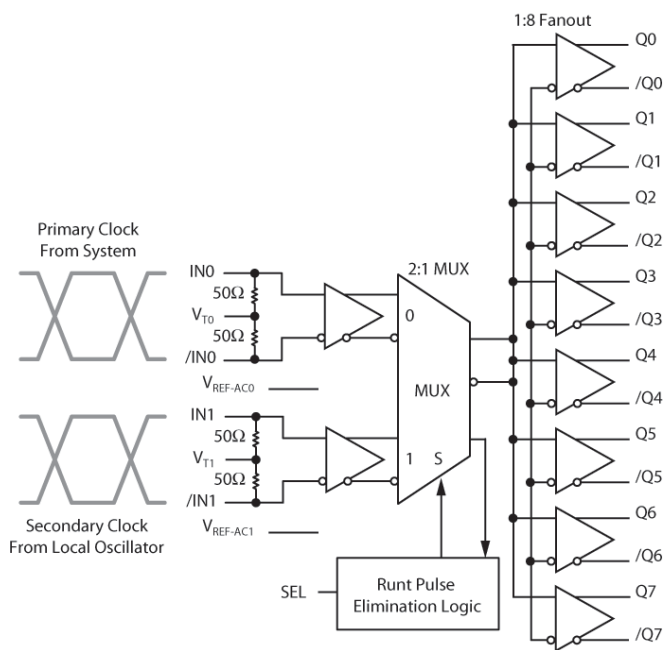 1:8 Fanout
Q0
/Q0
Q1
/Q1
Q2
/Q2
Q3
/Q3
Q4
/Q4
Q5
/Q5
Q6
/Q6
Q7
/Q7
Primary Clock
From System
IN0
50Ω
VT0
50Ω
/IN0
VREF-AC0
2:1 MUX
0
MUX
1
S
IN1
50Ω
VT1
50Ω
/IN1
VREF-AC1
Secondary Clock
From Local Oscillator
SEL
Runt Pulse
Elimination Logic